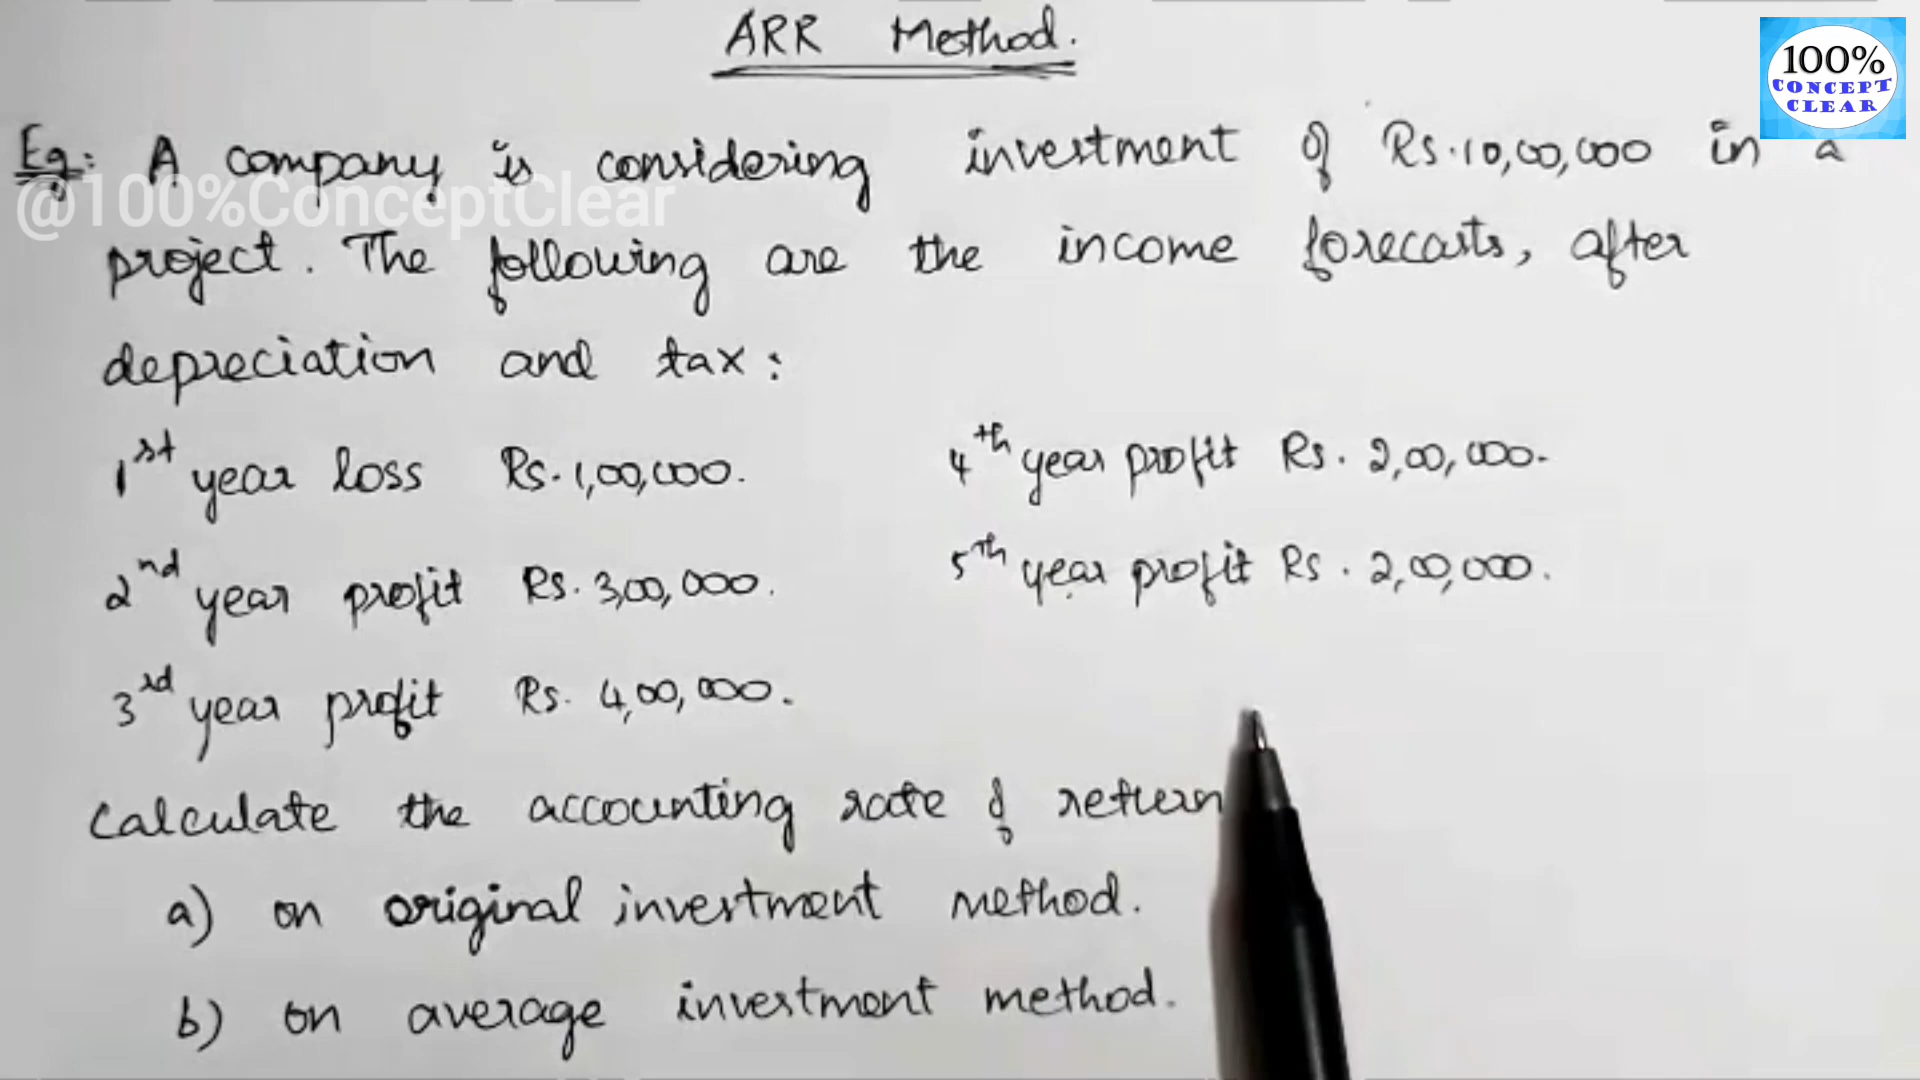 ARR Method.
100%
CONCEPT
CLEAR
Eg: A company is considering investment of Rs.10,00,000 in a
@100%ConceptClear
project. The following are the income forecasts, after
depreciation and tax:
1st year loss Rs. 1,00,000.
4th year profit Rs. 2,00,000.
2nd year profit Rs. 3,00,000.
5th year profit Rs. 2,00,000.
3rd year profit Rs. 4,00,000.
Calculate the accounting rate of return
a) on original investment method.
b) on average investment method.